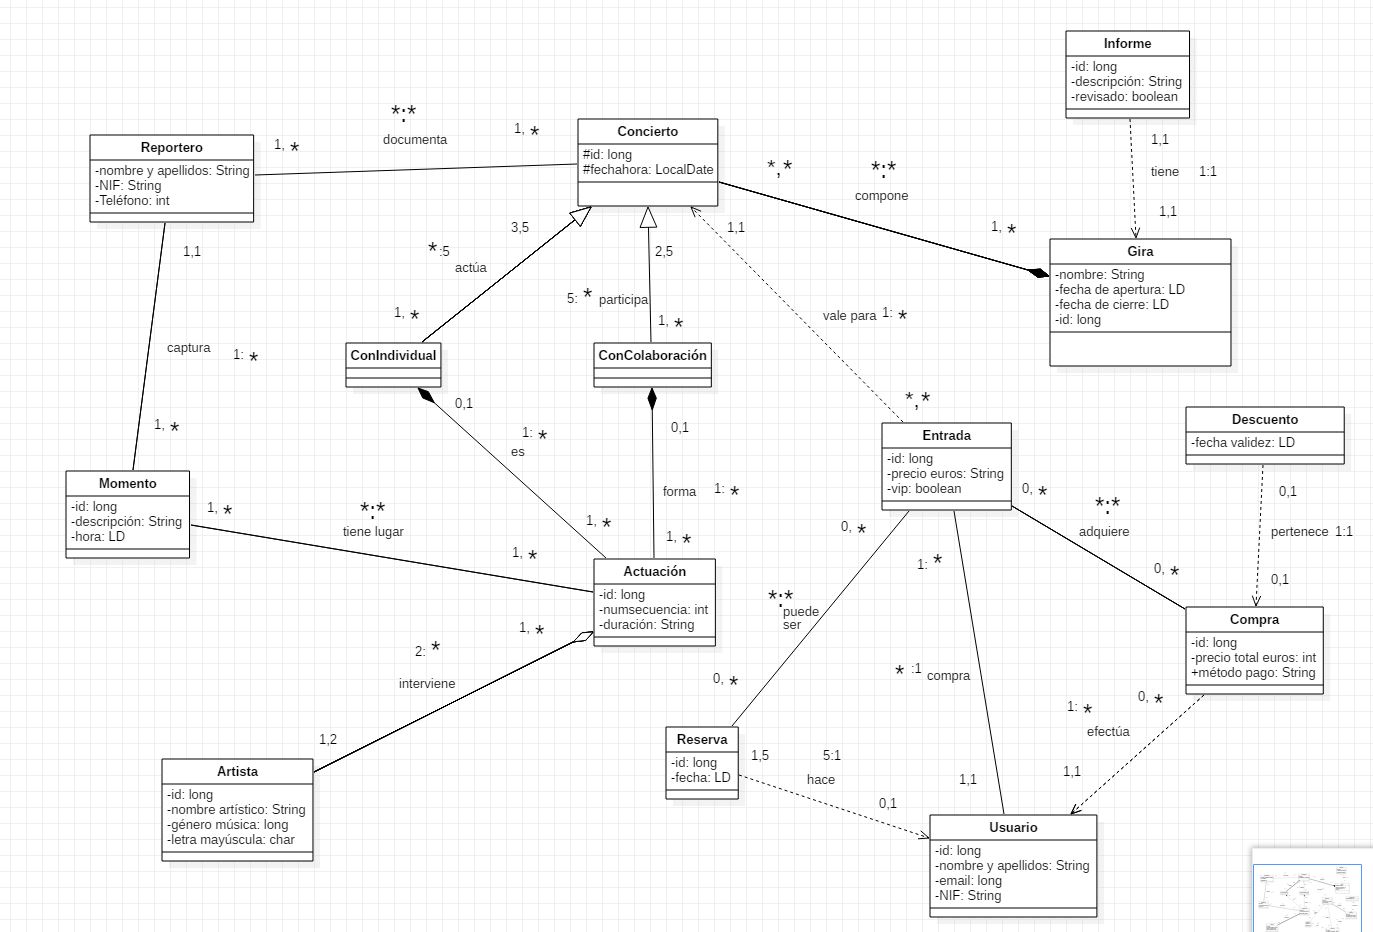 Informe
-id: long
-descripción: String
-revisado: boolean
1,1
tiene
1:1
1,1
Reportero
-nombre y apellidos: String
-NIF: String
-Teléfono: int
1, *
*:*
documenta
1, *
Concierto
#id: long
#fechahora: LocalDate
*,*
*:*
compone
1, *
Gira
-nombre: String
-fecha de apertura: LD
-fecha de cierre: LD
-id: long
3,5
*:5
actúa
1, *
2,5
5: *
participa
1, *
1,1
vale para
1: *
*,*
1,1
captura
1: *
1, *
ConIndividual
ConColaboración
0,1
1: *
es
1, *
0,1
forma
1: *
1, *
Entrada
-id: long
-precio euros: String
-vip: boolean
Descuento
-fecha validez: LD
0,1
pertenece
1:1
0,1
Momento
-id: long
-descripción: String
-hora: LD
1, *
*:*
tiene lugar
1, *
Actuación
-id: long
-numsecuencia: int
-duración: String
0, *
*:*
adquiere
0, *
0, *
*:*
puede
ser
0, *
1: *
* :1
compra
1,1
Compra
-id: long
-precio total euros: int
+método pago: String
1, *
2: *
interviene
1,2
0, *
1: *
efectúa
1,1
Artista
-id: long
-nombre artístico: String
-género música: long
-letra mayúscula: char
Reserva
-id: long
-fecha: LD
1,5
5:1
hace
0,1
Usuario
-id: long
-nombre y apellidos: String
-email: long
-NIF: String